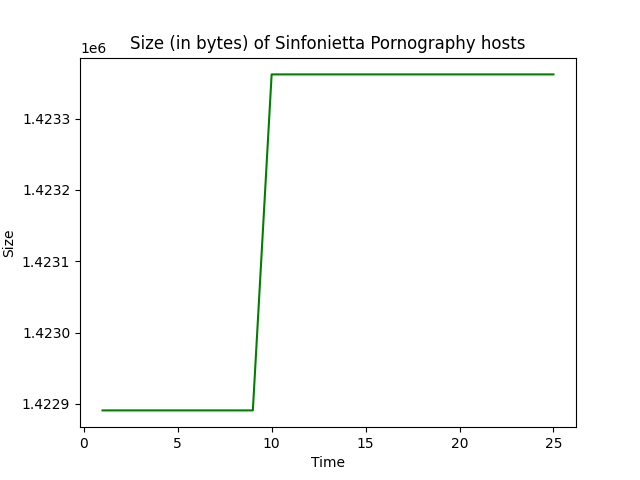 Size (in bytes) of Sinfonietta Pornography hosts
1e6
1.4233
1.4232
1.4231
1.4230
1.4229
Size
0 5 10 15 20 25
Time